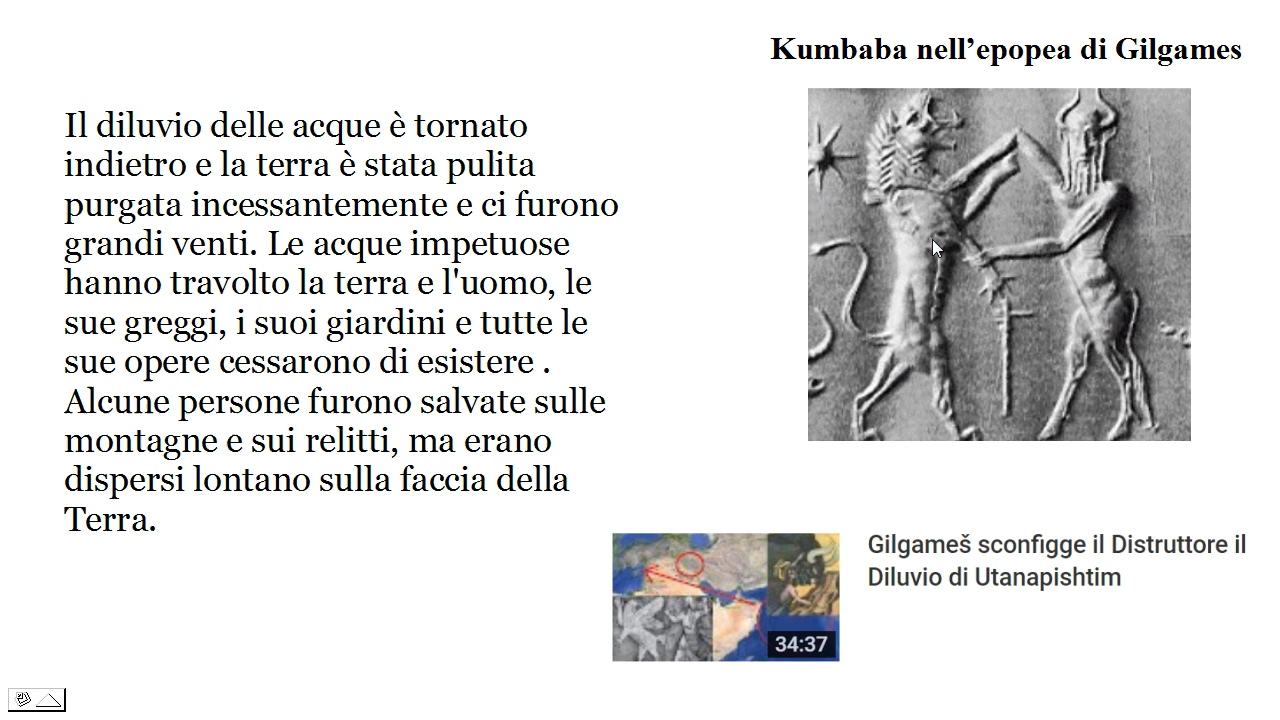 Kumbaba nell’epopea di Gilgames
Il diluvio delle acque è tornato
indietro e la terra è stata pulita
purgata incessantemente e ci furono
grandi venti. Le acque impetuose
hanno travolto la terra e l'uomo, le
sue greggi, i suoi giardini e tutte le
sue opere cessarono di esistere .
Alcune persone furono salvate sulle
montagne e sui relitti, ma erano
dispersi lontano sulla faccia della
Terra.
Gilgameš sconfigge il Distruttore il
Diluvio di Utanapishtim
34:37